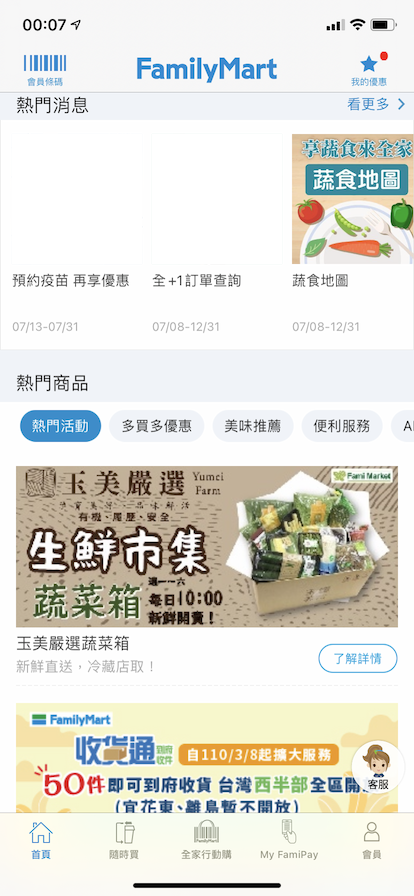 00:07
FamilyMart
會員條碼
我的優惠
熱門消息
看更多
享蔬食來全家
蔬食地圖
預約疫苗 再享優惠
全+1訂單查詢
蔬食地圖
07/13-07/31
07/08-12/31
07/08-12/31
熱門商品
熱門活動
多買多優惠
美味推薦
便利服務
玉美嚴選 Yumei Farm
Fami Market
有機、履歷、安全
生鮮市集
蔬菜箱
週一~六
每日10:00
新鮮開賣!
玉美嚴選蔬菜箱
新鮮直送,冷藏店取!
了解詳情
FamilyMart
收貨通 到府收件
自110/3/8起擴大服務
50件即可到府收貨 台灣西半部全區開
(宜花東、離島暫不開放)
客服
首頁
隨時買
全家行動購
My FamiPay
會員